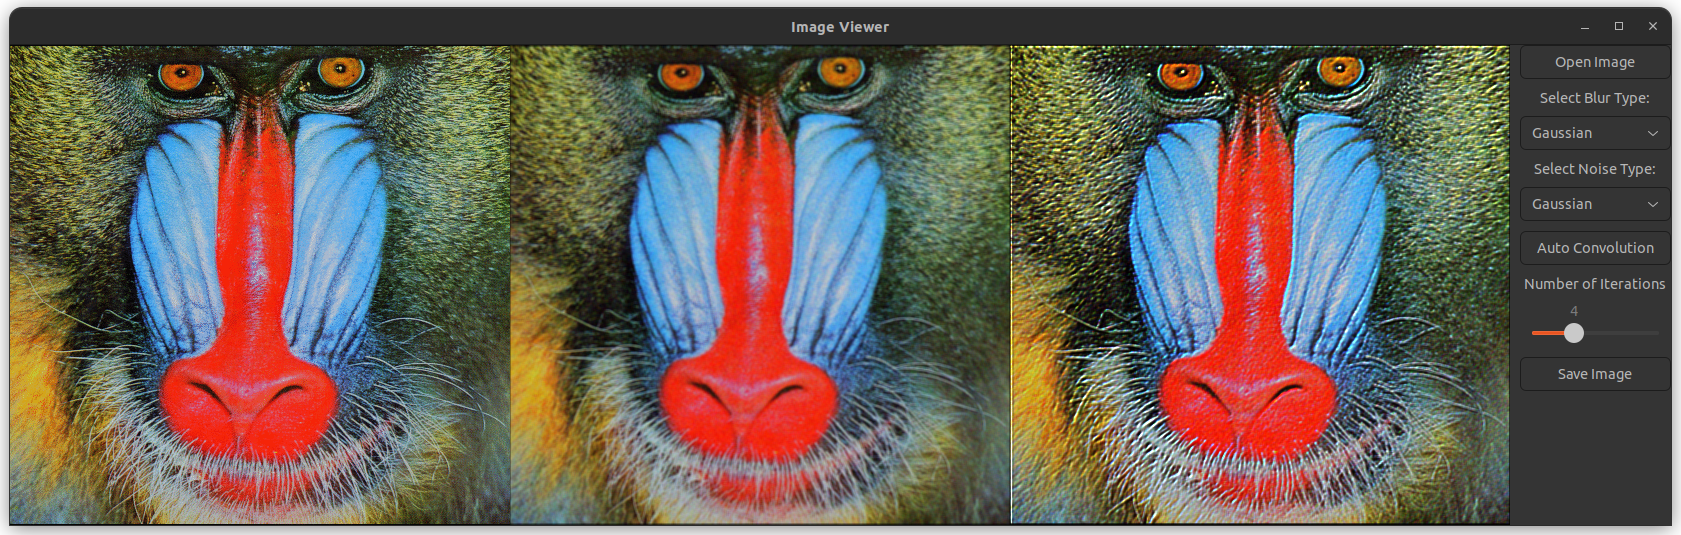 Image Viewer
Open Image
Select Blur Type:
Gaussian
Select Noise Type:
Gaussian
Auto Convolution
Number of Iterations
4
Save Image